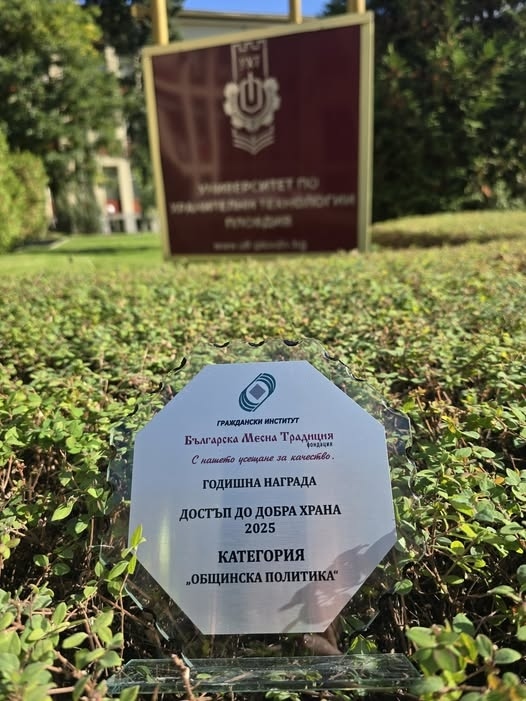 УХТ
УНИВЕРСИТЕТ ПО
ХРАНИТЕЛНИ ТЕХНОЛОГИИ
ПЛОВДИВ
www.uft-plovdiv.bg
ГРАЖДАНСКИ ИНСТИТУТ
Българска Месна Традиция
фондация
С нашето усещане за качество.
ГОДИШНА НАГРАДА
ДОСТЪП ДО ДОБРА ХРАНА
2025
КАТЕГОРИЯ
„ОБЩИНСКА ПОЛИТИКА“